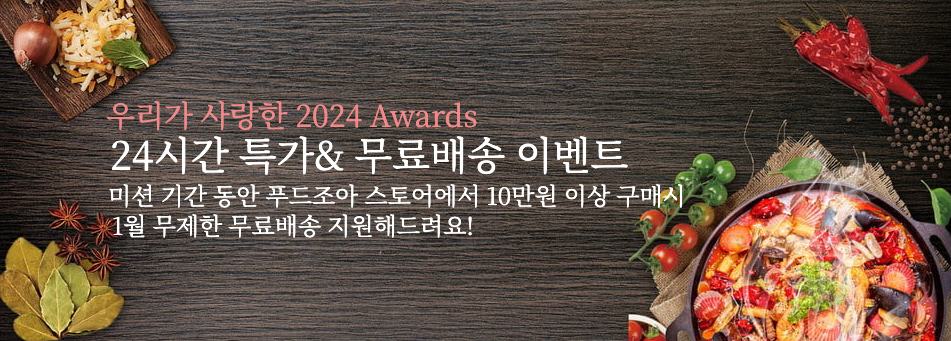 우리가 사랑한 2024 Awards
24시간 특가& 무료배송 이벤트
미션 기간 동안 푸드조아 스토어에서 10만원 이상 구매시
1월 무제한 무료배송 지원해드려요!